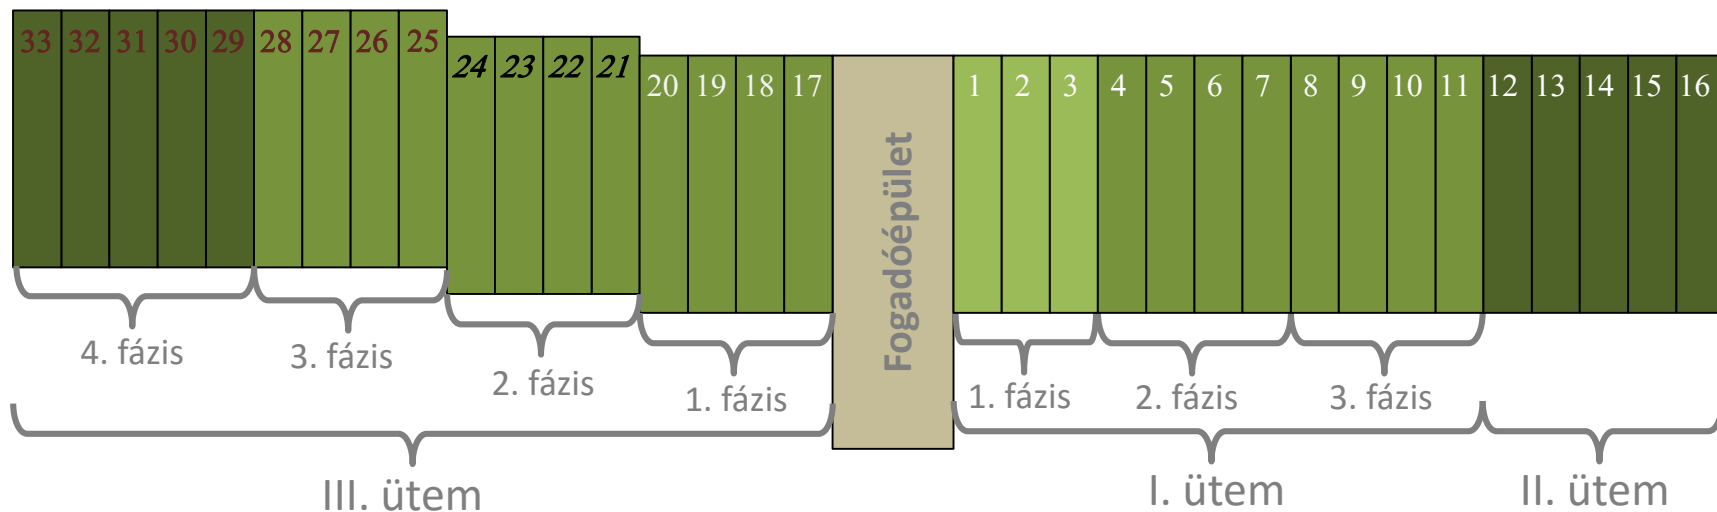 33 32 31 30 29 28 27 26 25
24 23 22 21
20 19 18 17
1 2 3 4 5 6 7 8 9 10 11 12 13 14 15 16
Fogadóépület
4. fázis
3. fázis
2. fázis
1. fázis
1. fázis
2. fázis
3. fázis
III. ütem
I. ütem
II. ütem